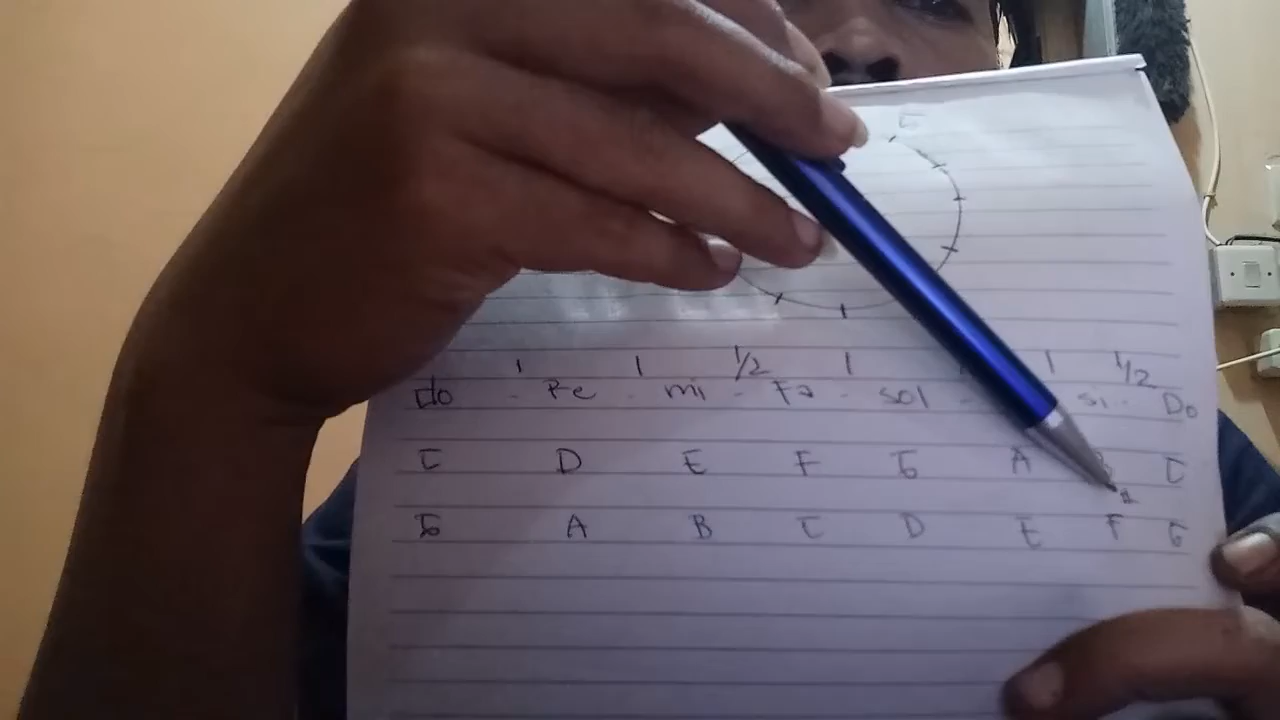 C
1 1 1/2 1 1 1/2
do - Re - mi - Fa - sol - si - Do
C D E F G A C
G A B C D E F G